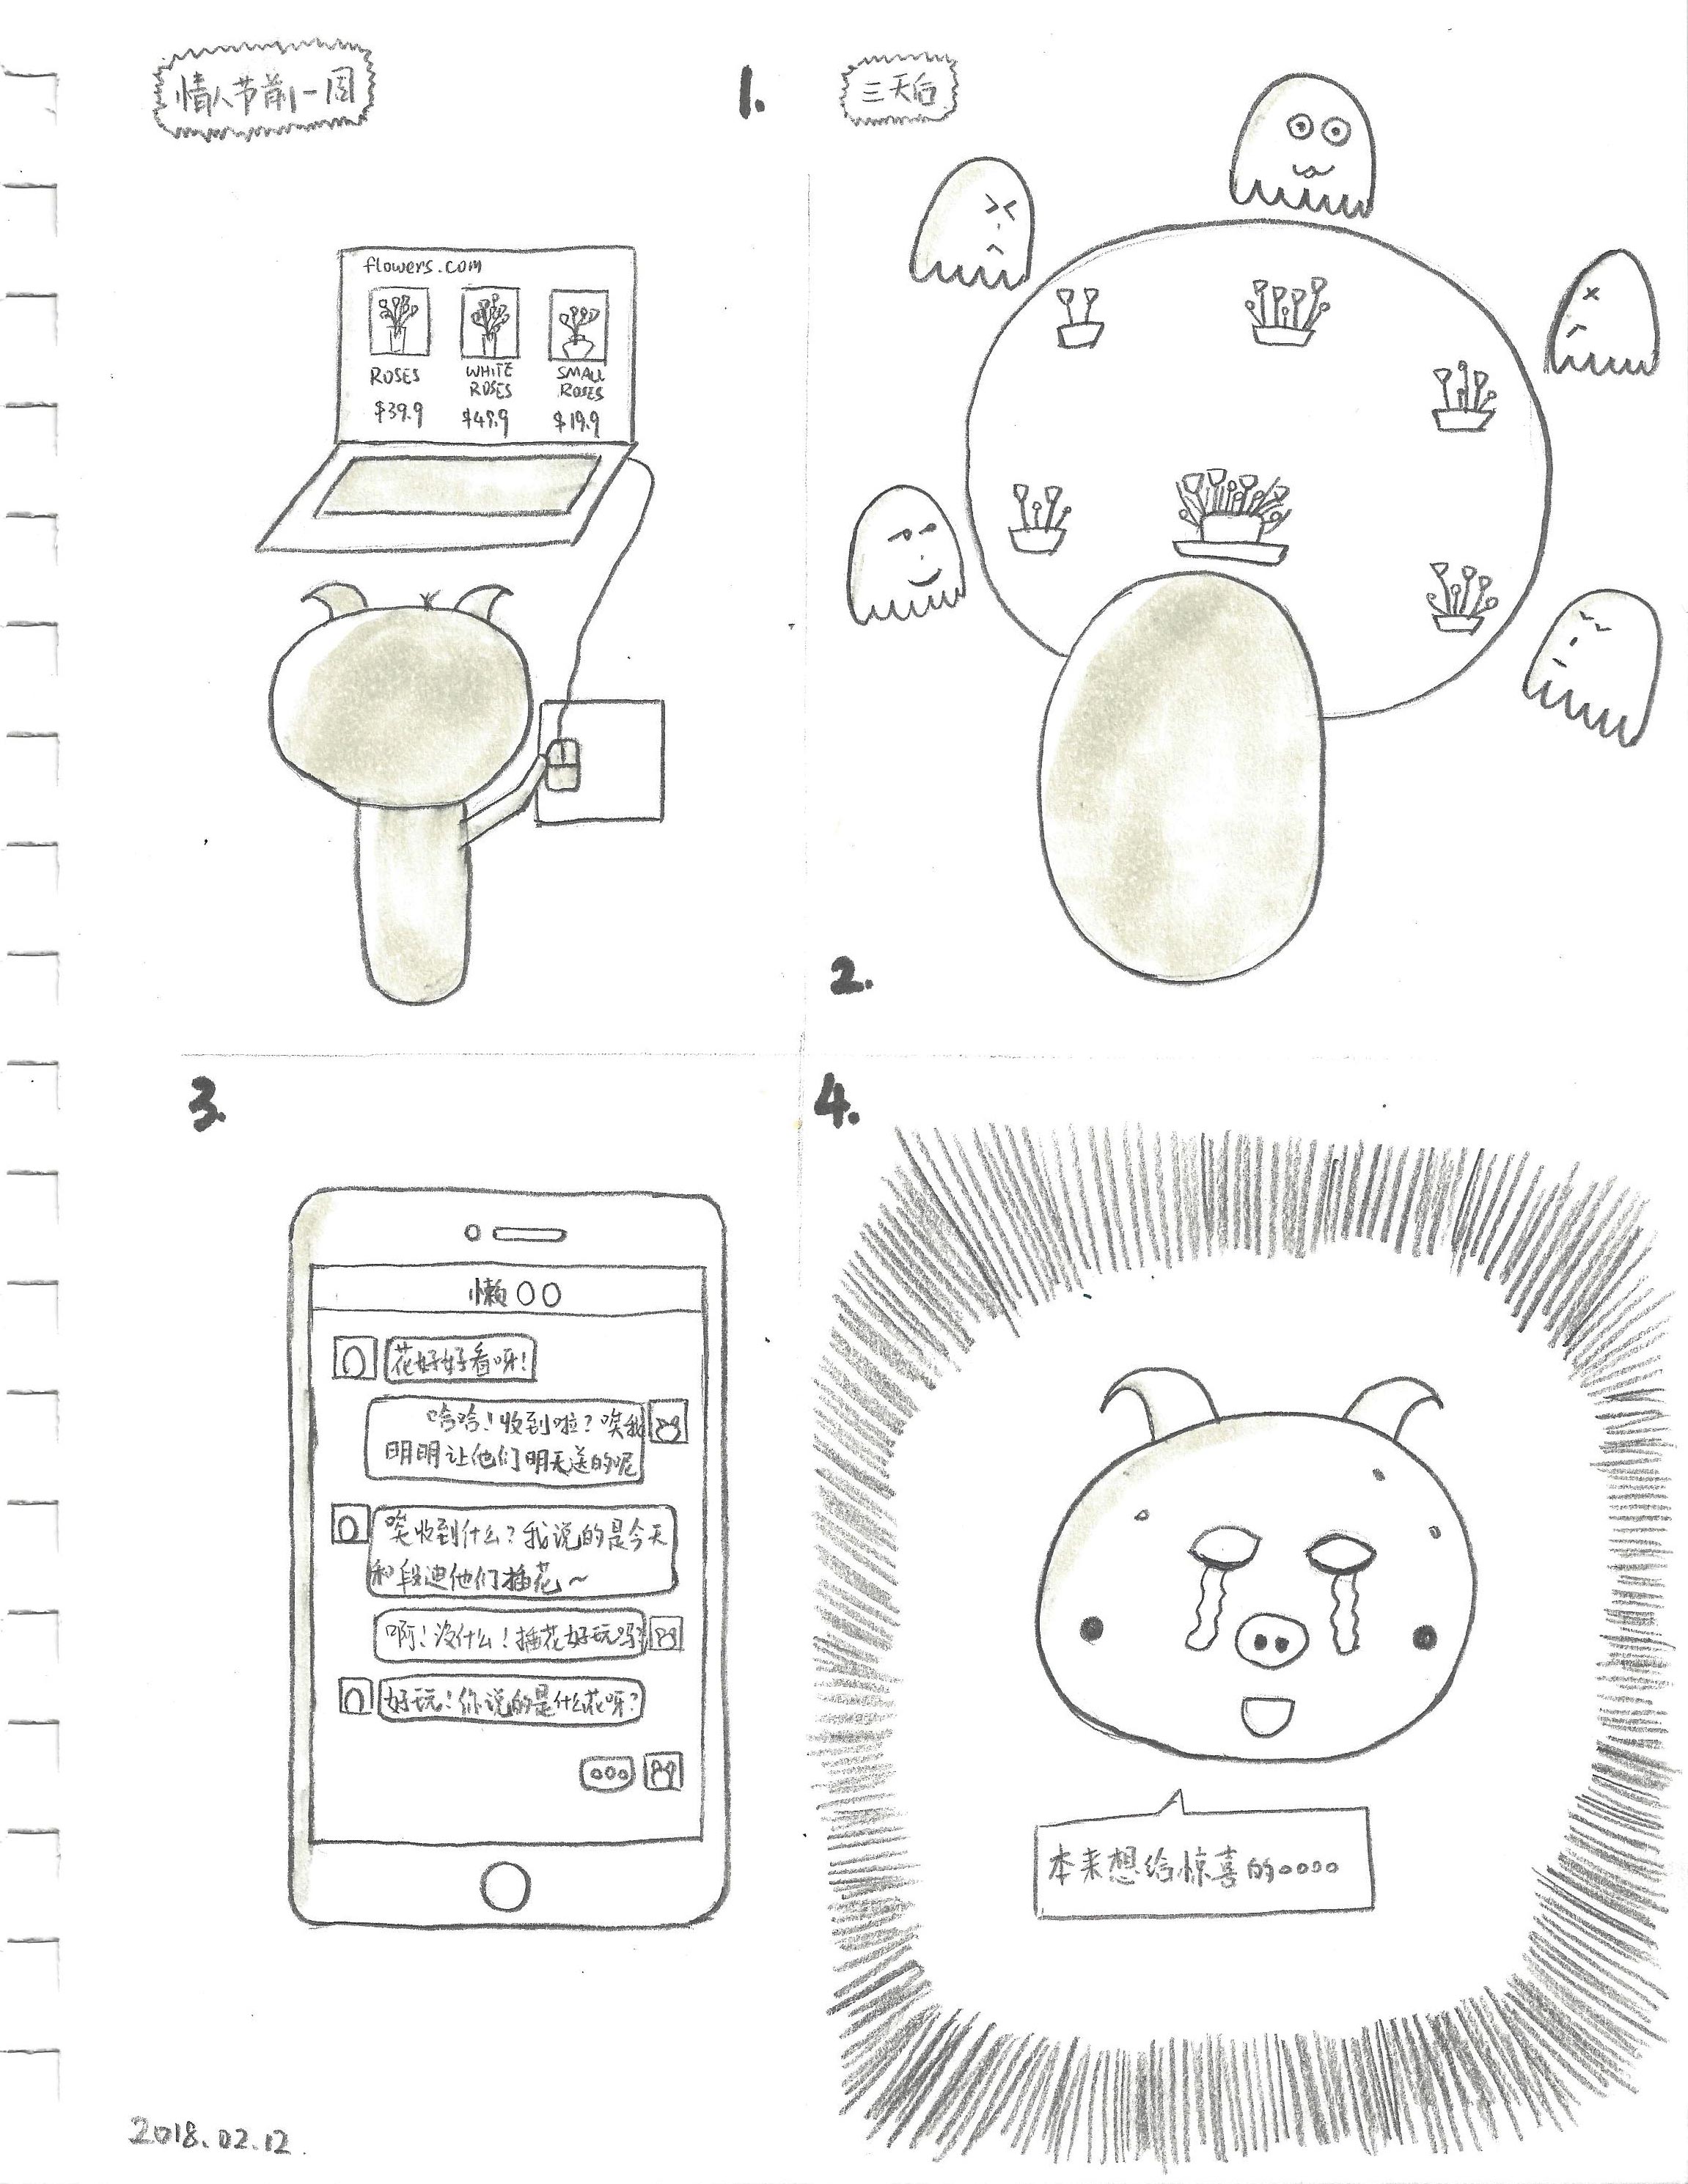 情人节前一周
1.
flowers.com
ROSES
$39.9
WHITE
ROSES
$49.9
SMALL
ROSES
$19.9
三天后
2.
3.
懒〇〇
花好好看呀!
哈哈!收到啦?唉我
明明让他们明天送的呢
唉收到什么?我说的是今天
和段迪他们插花~
啊!没什么!插花好玩吗?
好玩!你说的是什么花呀?
。。。
4.
本来想给惊喜的。。。。
2018.02.12.